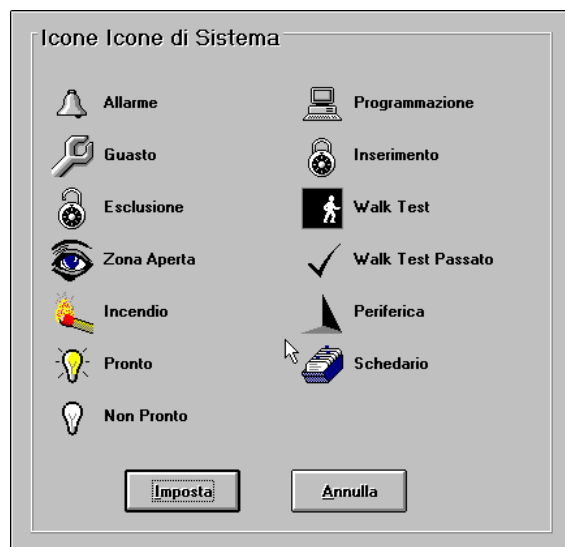 Icone Icone di Sistema
Allarme
Programmazione
Guasto
Inserimento
Esclusione
Walk Test
Zona Aperta
Walk Test Passato
Incendio
Periferica
Pronto
Schedario
Non Pronto
Imposta
Annulla